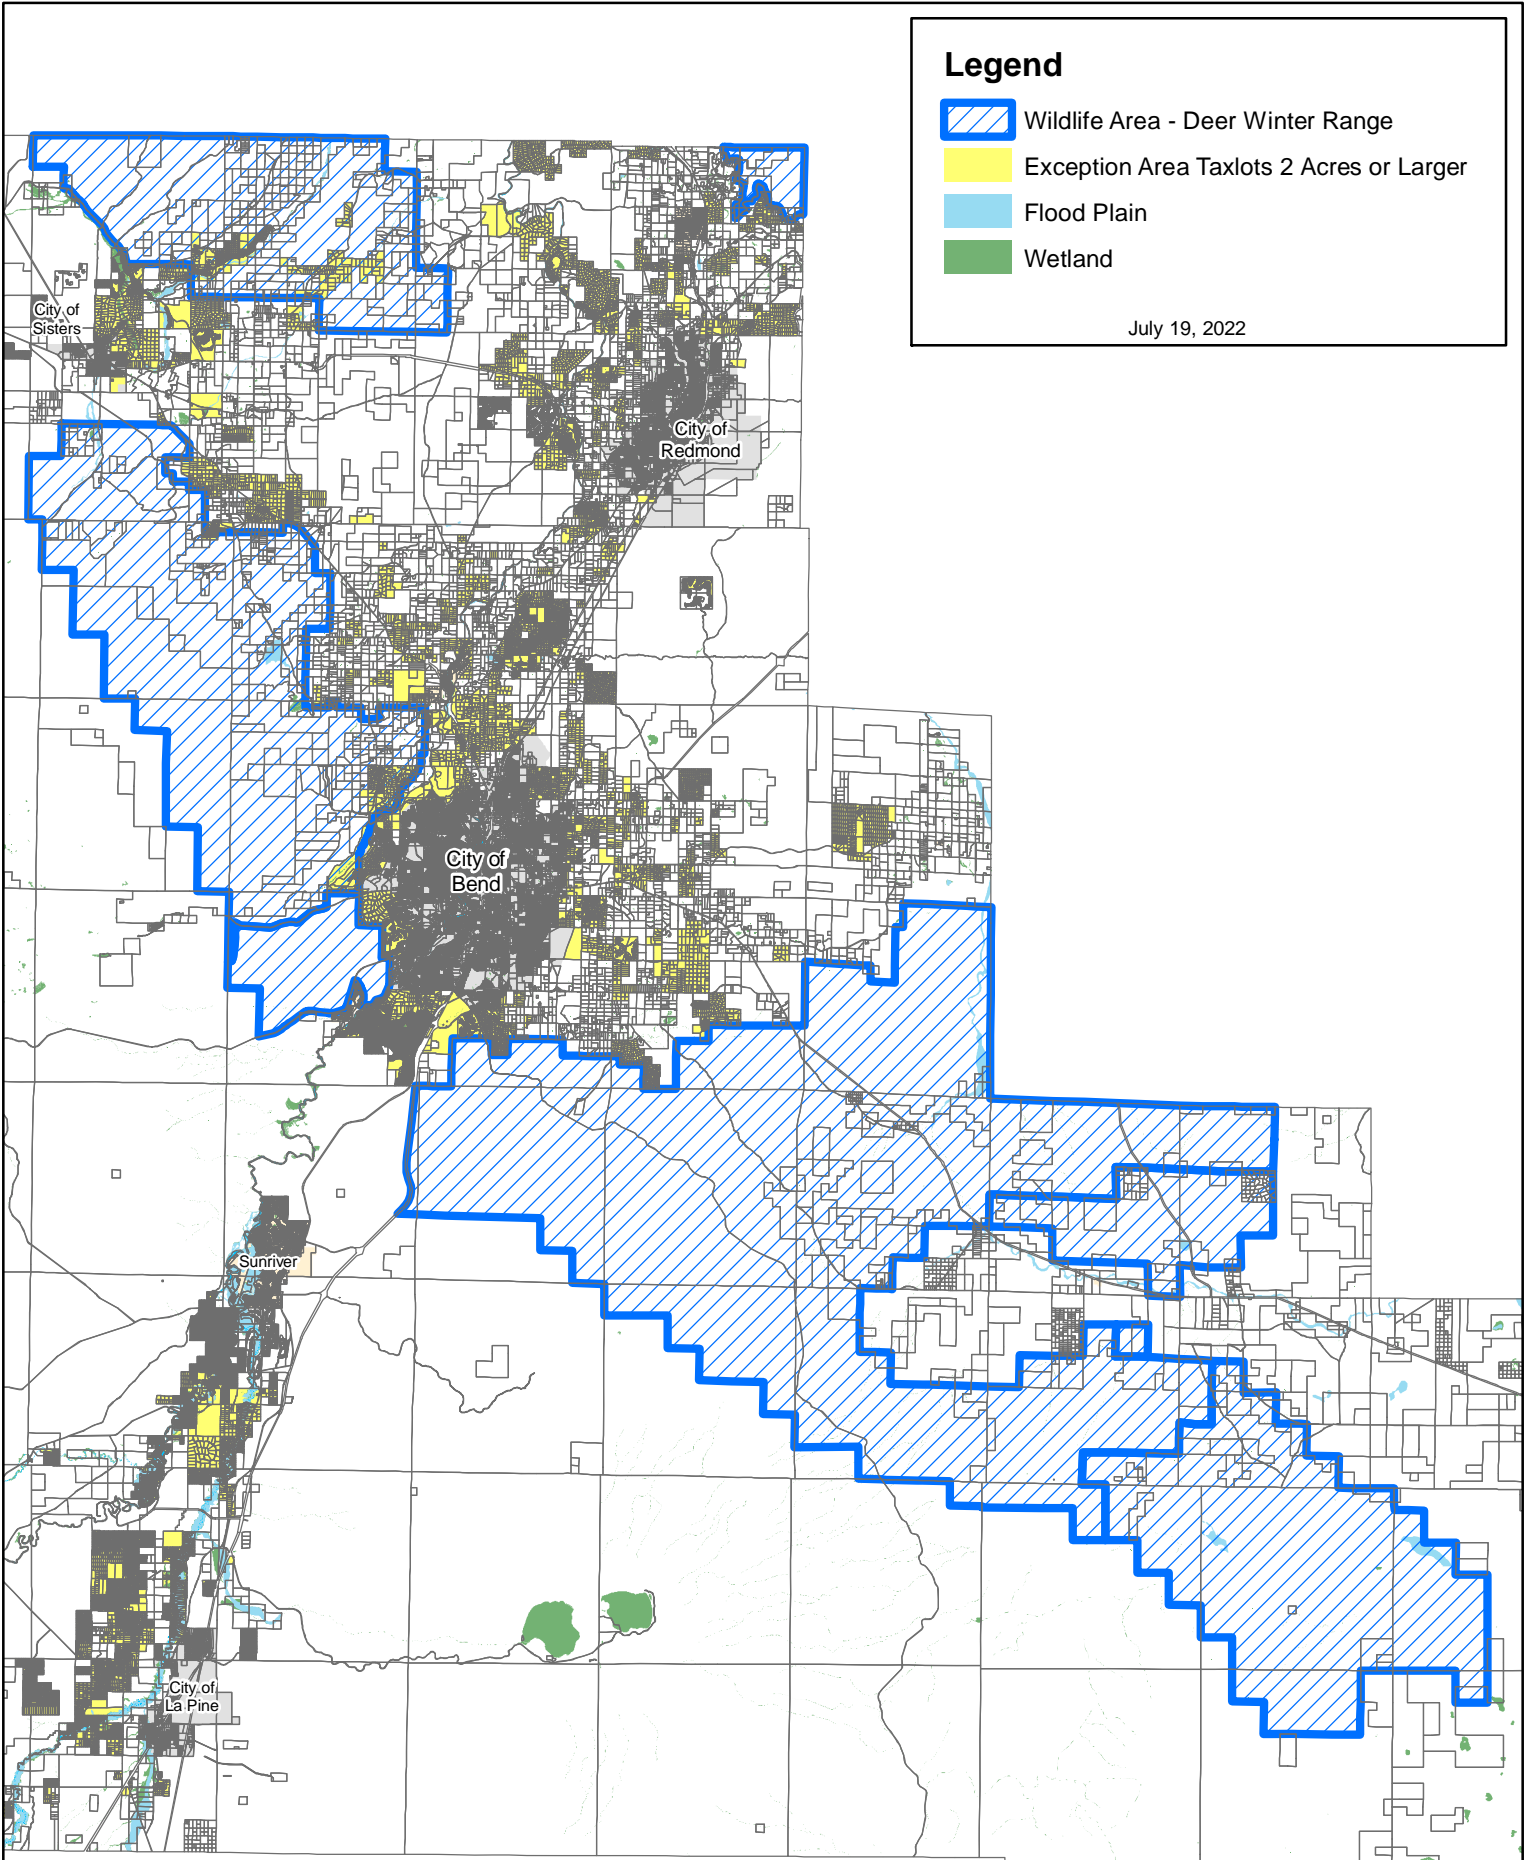 Legend
Wildlife Area - Deer Winter Range
Exception Area Taxlots 2 Acres or Larger
Flood Plain
Wetland
July 19, 2022
City of
Sisters
City of
Redmond
City of
Bend
Sunriver
City of
La Pine